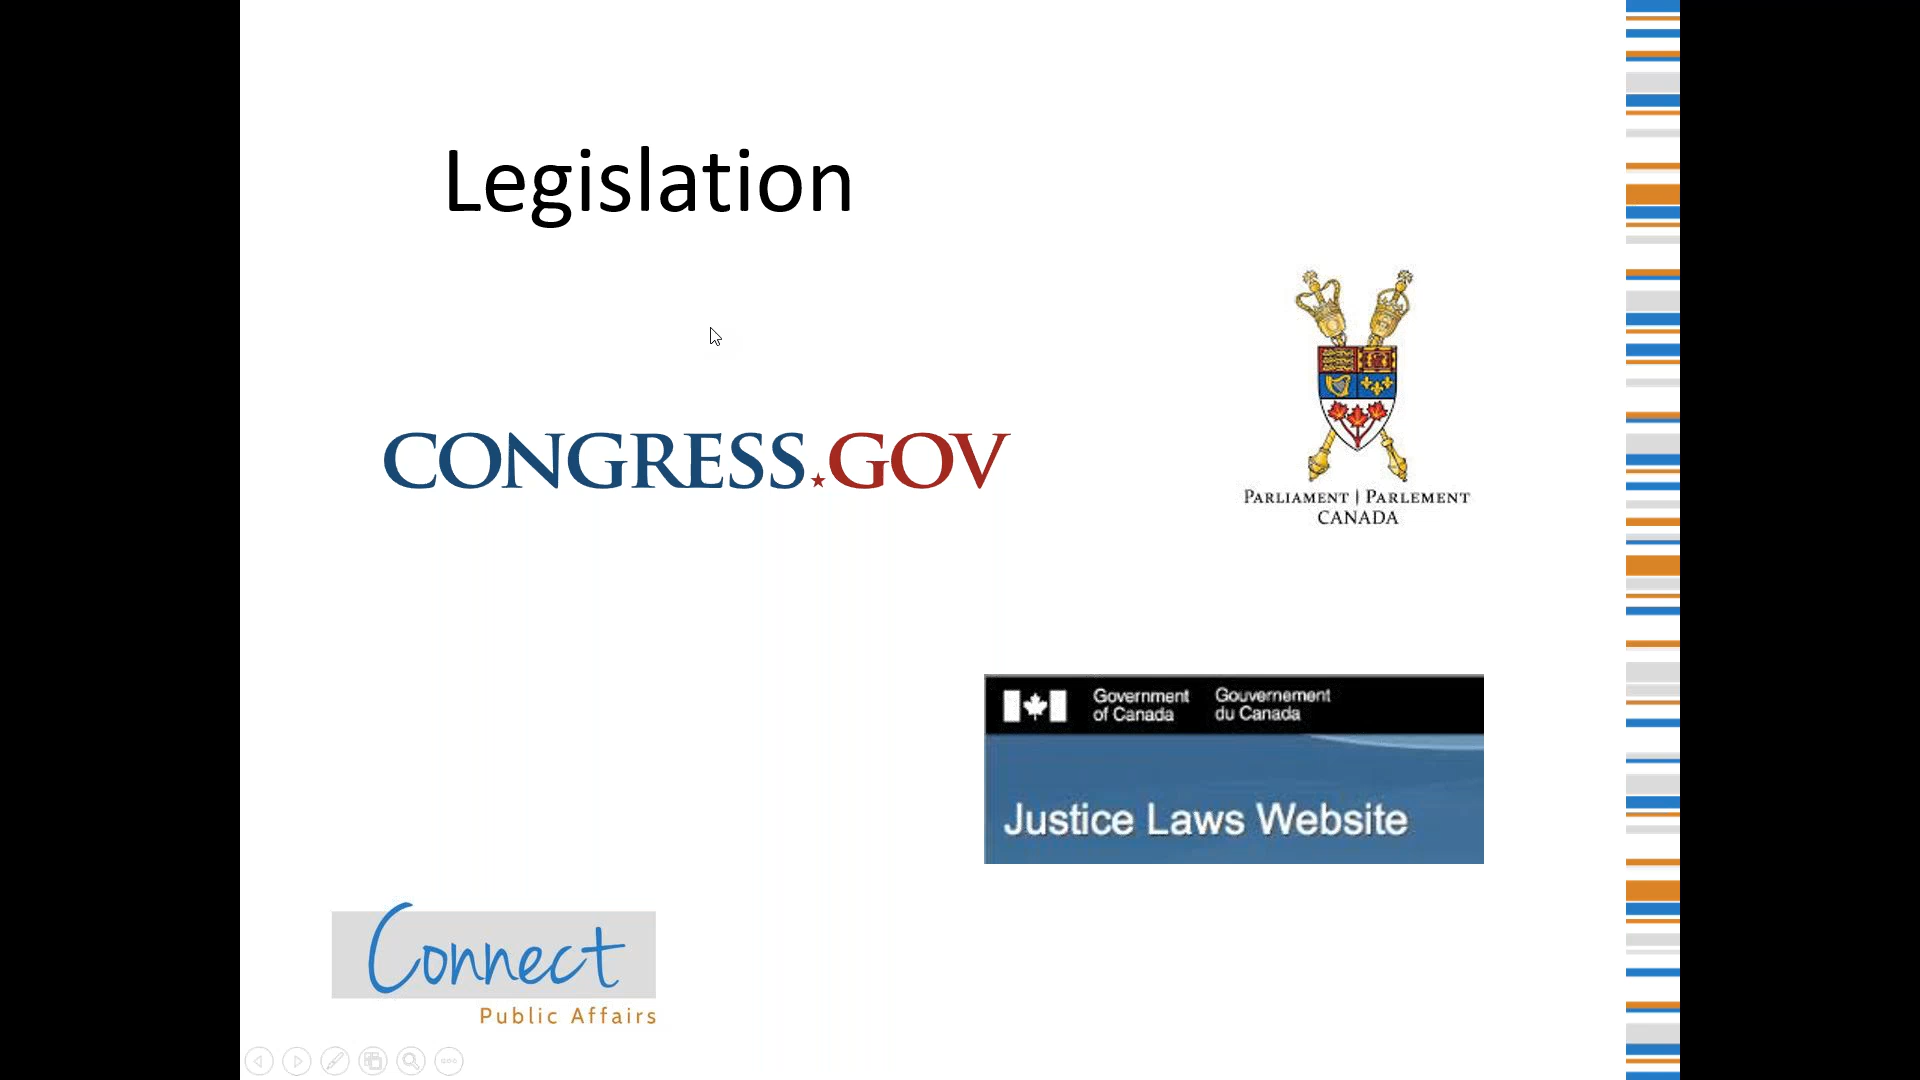 Legislation
CONGRESS.GOV
PARLIAMENT | PARLEMENT
CANADA
Government Gouvernement
of Canada du Canada
Justice Laws Website
Connect
Public Affairs